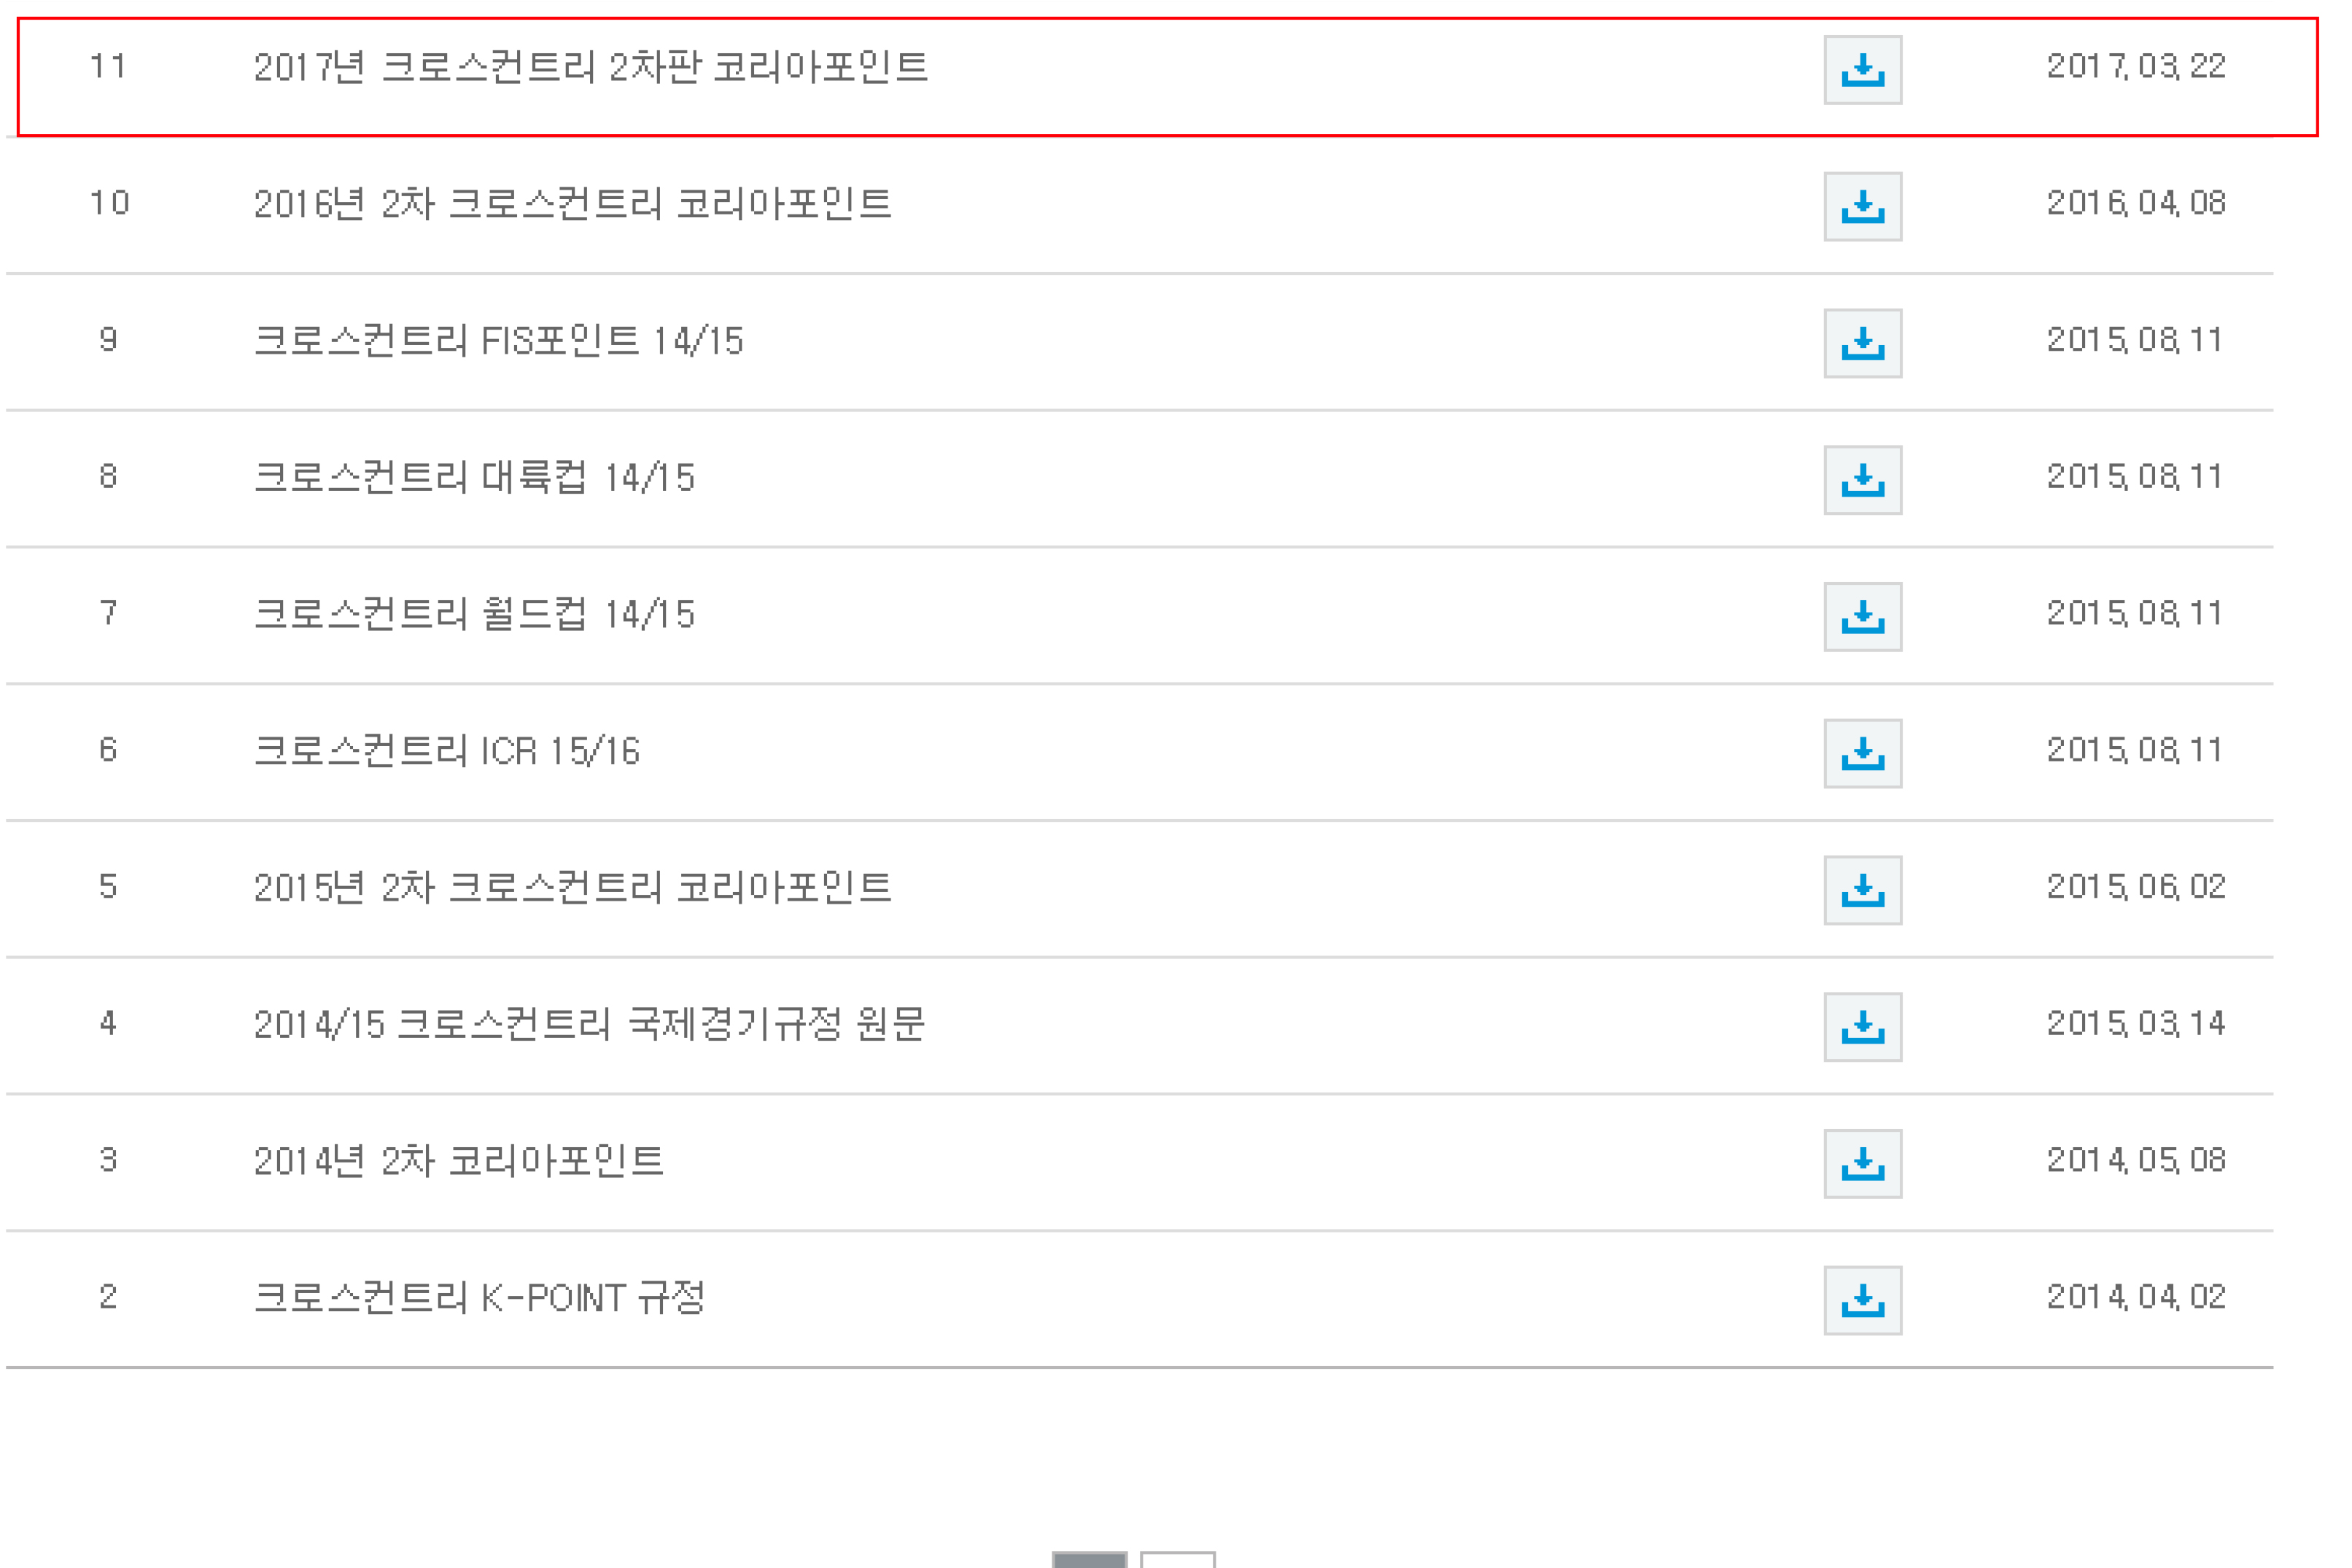 11 2017년 크로스컨트리 2차판 코리아포인트 2017.03.22
10 2016년 2차 크로스컨트리 코리아포인트 2016.04.08
9 크로스컨트리 FIS포인트 14/15 2015.08.11
8 크로스컨트리 대륙컵 14/15 2015.08.11
7 크로스컨트리 월드컵 14/15 2015.08.11
6 크로스컨트리 ICR 15/16 2015.08.11
5 2015년 2차 크로스컨트리 코리아포인트 2015.06.02
4 2014/15 크로스컨트리 국제경기규정 원문 2015.03.14
3 2014년 2차 코리아포인트 2014.05.08
2 크로스컨트리 K-POINT 규정 2014.04.02